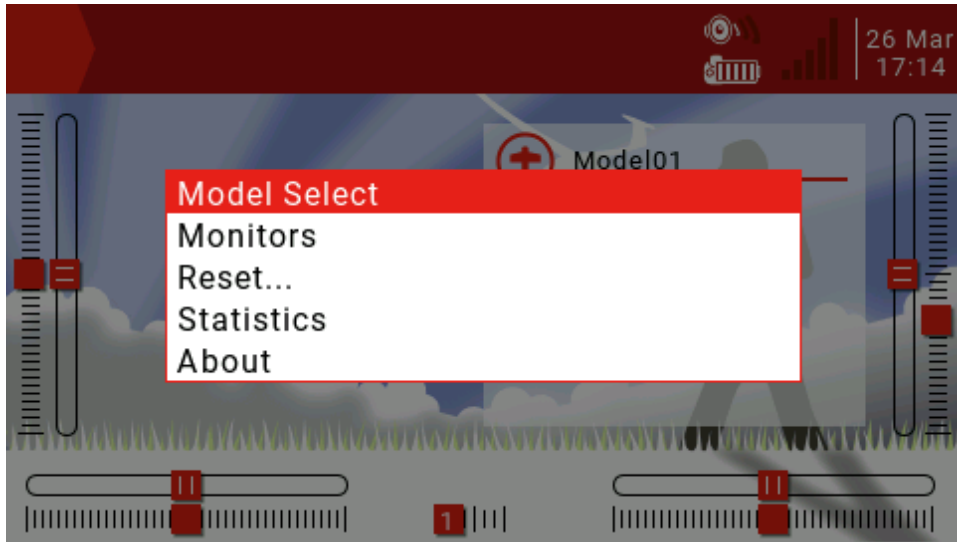 26 Mar
17:14
Model01
Model Select
Monitors
Reset...
Statistics
About
1